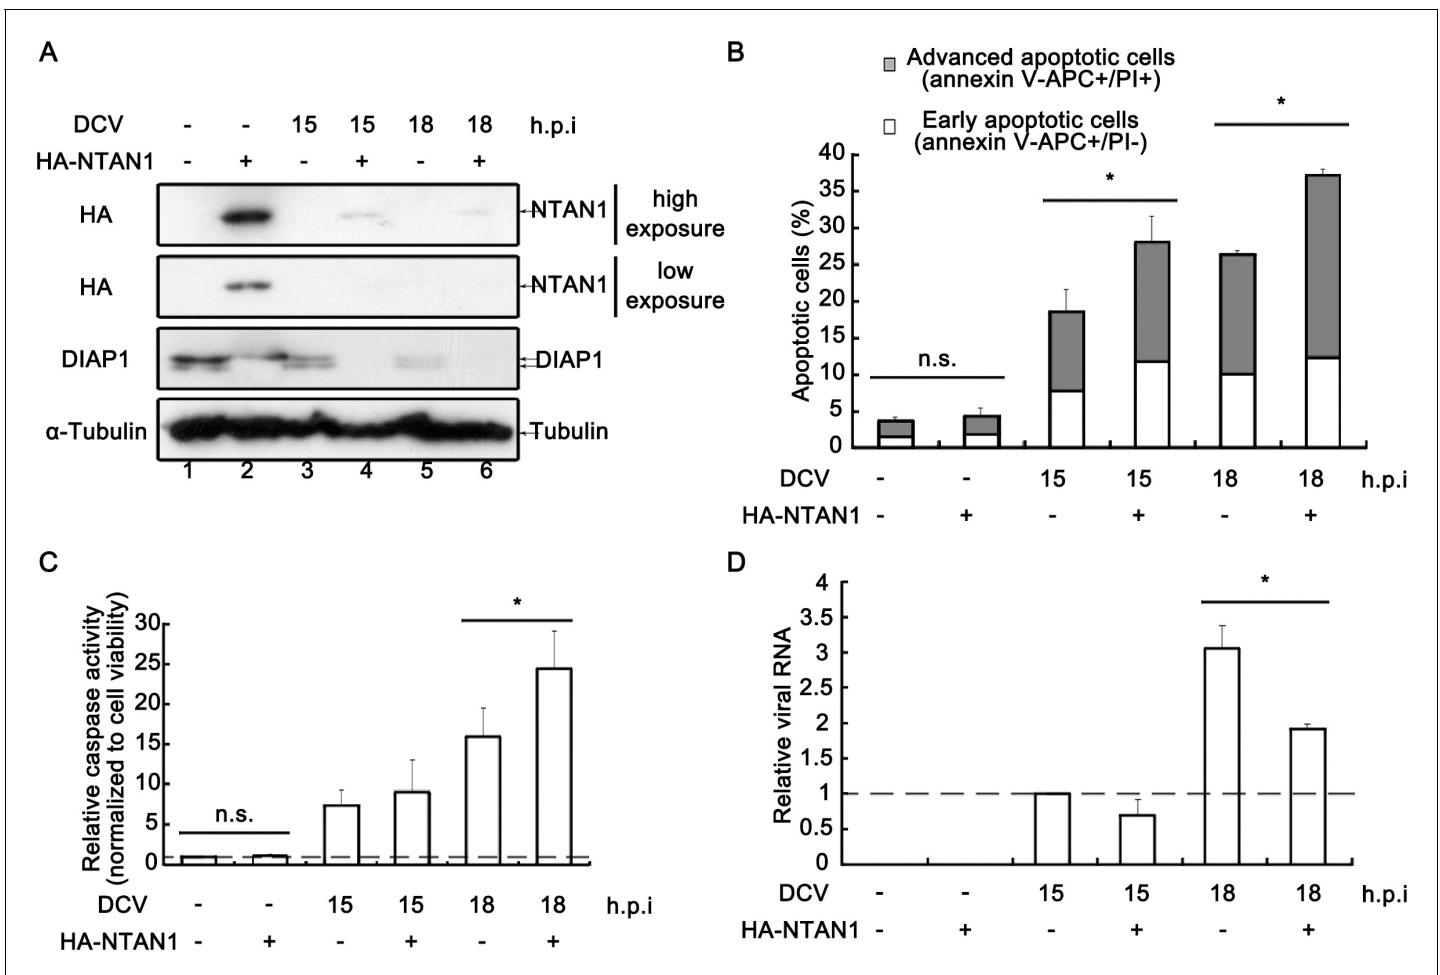 A
DCV - - 15 15 18 18 h.p.i
HA-NTAN1 - + - + - +
HA NTAN1 high exposure
HA NTAN1 low exposure
DIAP1 DIAP1
α-Tubulin Tubulin
1 2 3 4 5 6
B
Advanced apoptotic cells
(annexin V-APC+/PI+)
Early apoptotic cells
(annexin V-APC+/PI-)
Apoptotic cells (%)
40
35
30
25
20
15
10
5
0
n.s.
*
*
DCV - - 15 15 18 18 h.p.i
HA-NTAN1 - + - + - +
C
Relative caspase activity
(normalized to cell viability)
30
25
20
15
10
5
0
n.s.
*
DCV - - 15 15 18 18 h.p.i
HA-NTAN1 - + - + - +
D
Relative viral RNA
4
3.5
3
2.5
2
1.5
1
0.5
0
*
DCV - - 15 15 18 18 h.p.i
HA-NTAN1 - + - + - +